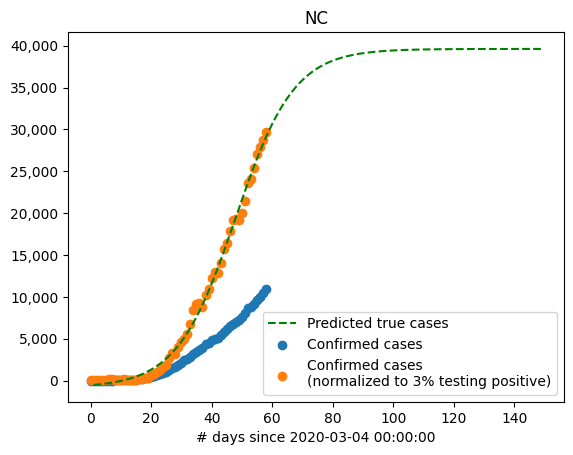 NC
40,000
35,000
30,000
25,000
20,000
15,000
10,000
5,000
0
Predicted true cases
Confirmed cases
Confirmed cases
(normalized to 3% testing positive)
0 20 40 60 80 100 120 140
# days since 2020-03-04 00:00:00